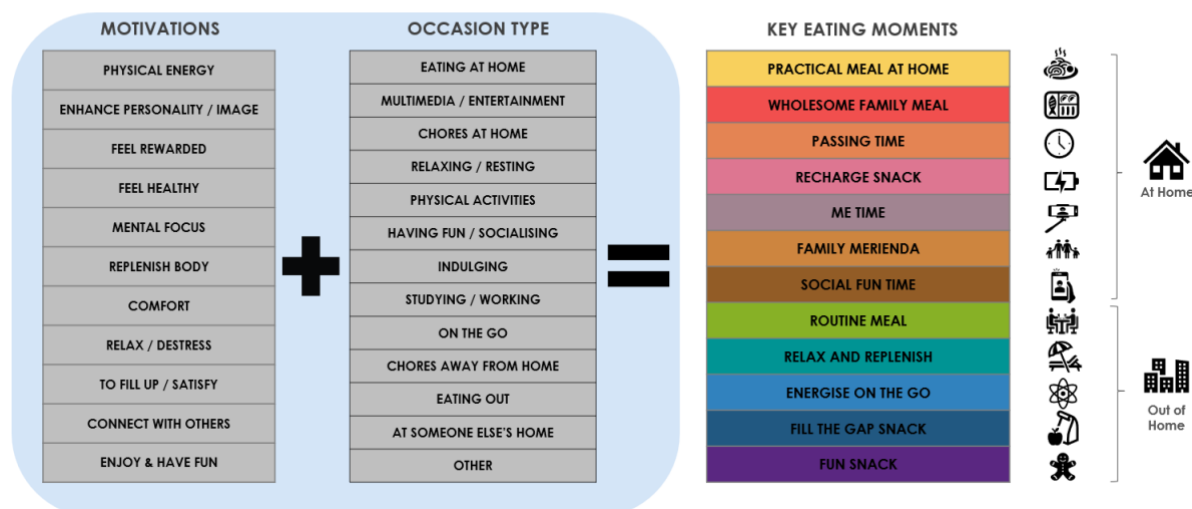 MOTIVATIONS
PHYSICAL ENERGY
ENHANCE PERSONALITY / IMAGE
FEEL REWARDED
FEEL HEALTHY
MENTAL FOCUS
REPLENISH BODY
COMFORT
RELAX / DESTRESS
TO FILL UP / SATISFY
CONNECT WITH OTHERS
ENJOY & HAVE FUN
OCCASION TYPE
EATING AT HOME
MULTIMEDIA / ENTERTAINMENT
CHORES AT HOME
RELAXING / RESTING
PHYSICAL ACTIVITIES
HAVING FUN / SOCIALISING
INDULGING
STUDYING / WORKING
ON THE GO
CHORES AWAY FROM HOME
EATING OUT
AT SOMEONE ELSE'S HOME
OTHER
KEY EATING MOMENTS
PRACTICAL MEAL AT HOME
WHOLESOME FAMILY MEAL
PASSING TIME
RECHARGE SNACK
ME TIME
FAMILY MERIENDA
SOCIAL FUN TIME
ROUTINE MEAL
RELAX AND REPLENISH
ENERGISE ON THE GO
FILL THE GAP SNACK
FUN SNACK
At Home
Out of
Home